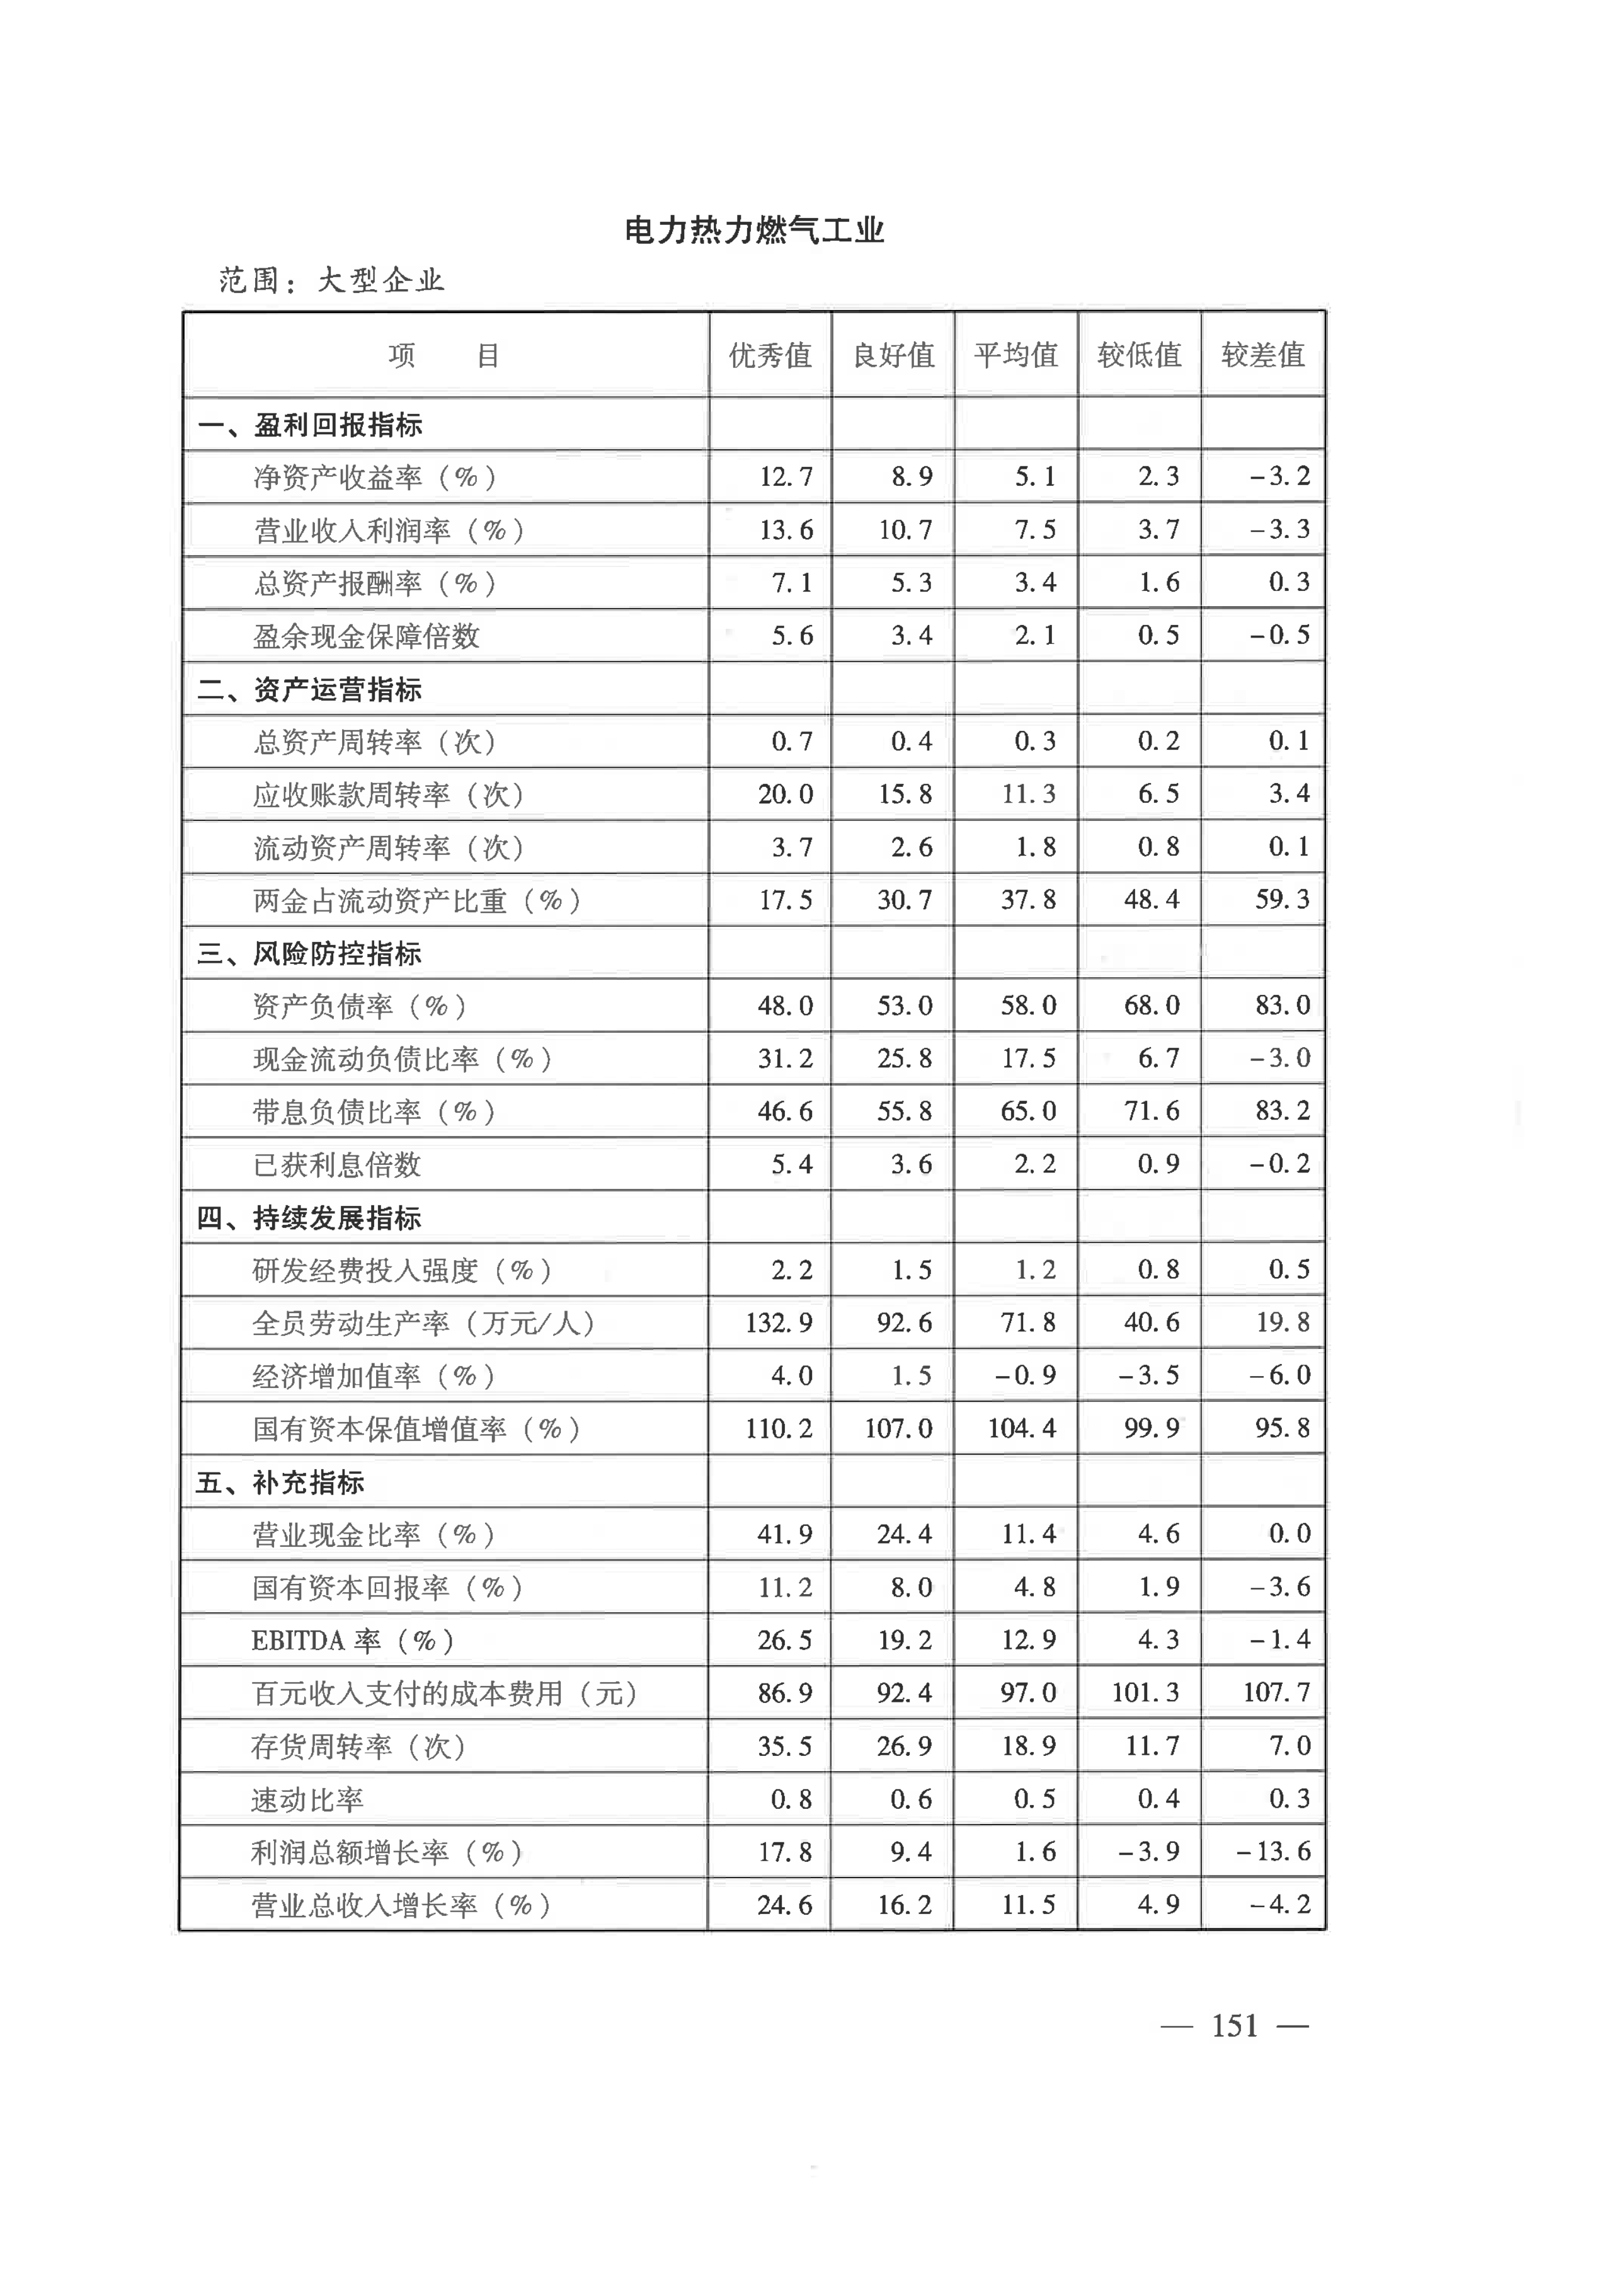 电力热力燃气工业
范围：大型企业
项 目 优秀值 良好值 平均值 较低值 较差值
一、盈利回报指标
净资产收益率（%） 12.7 8.9 5.1 2.3 -3.2
营业收入利润率（%） 13.6 10.7 7.5 3.7 -3.3
总资产报酬率（%） 7.1 5.3 3.4 1.6 0.3
盈余现金保障倍数 5.6 3.4 2.1 0.5 -0.5
二、资产运营指标
总资产周转率（次） 0.7 0.4 0.3 0.2 0.1
应收账款周转率（次） 20.0 15.8 11.3 6.5 3.4
流动资产周转率（次） 3.7 2.6 1.8 0.8 0.1
两金占流动资产比重（%） 17.5 30.7 37.8 48.4 59.3
三、风险防控指标
资产负债率（%） 48.0 53.0 58.0 68.0 83.0
现金流动负债比率（%） 31.2 25.8 17.5 6.7 -3.0
带息负债比率（%） 46.6 55.8 65.0 71.6 83.2
已获利息倍数 5.4 3.6 2.2 0.9 -0.2
四、持续发展指标
研发经费投入强度（%） 2.2 1.5 1.2 0.8 0.5
全员劳动生产率（万元/人） 132.9 92.6 71.8 40.6 19.8
经济增加值率（%） 4.0 1.5 -0.9 -3.5 -6.0
国有资本保值增值率（%） 110.2 107.0 104.4 99.9 95.8
五、补充指标
营业现金比率（%） 41.9 24.4 11.4 4.6 0.0
国有资本回报率（%） 11.2 8.0 4.8 1.9 -3.6
EBITDA 率（%） 26.5 19.2 12.9 4.3 -1.4
百元收入支付的成本费用（元） 86.9 92.4 97.0 101.3 107.7
存货周转率（次） 35.5 26.9 18.9 11.7 7.0
速动比率 0.8 0.6 0.5 0.4 0.3
利润总额增长率（%） 17.8 9.4 1.6 -3.9 -13.6
营业总收入增长率（%） 24.6 16.2 11.5 4.9 -4.2
— 151 —